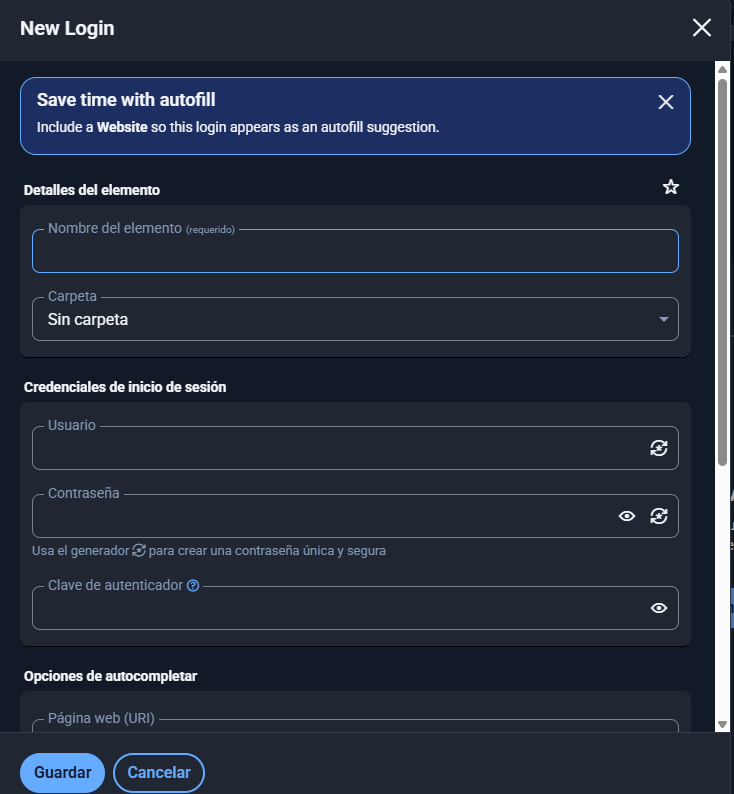 New Login
Save time with autofill
Include a Website so this login appears as an autofill suggestion.
Detalles del elemento
Nombre del elemento (requerido)
Carpeta
Sin carpeta
Credenciales de inicio de sesión
Usuario
Contraseña
Usa el generador para crear una contraseña única y segura
Clave de autenticador
Opciones de autocompletar
Página web (URI)
Guardar Cancelar